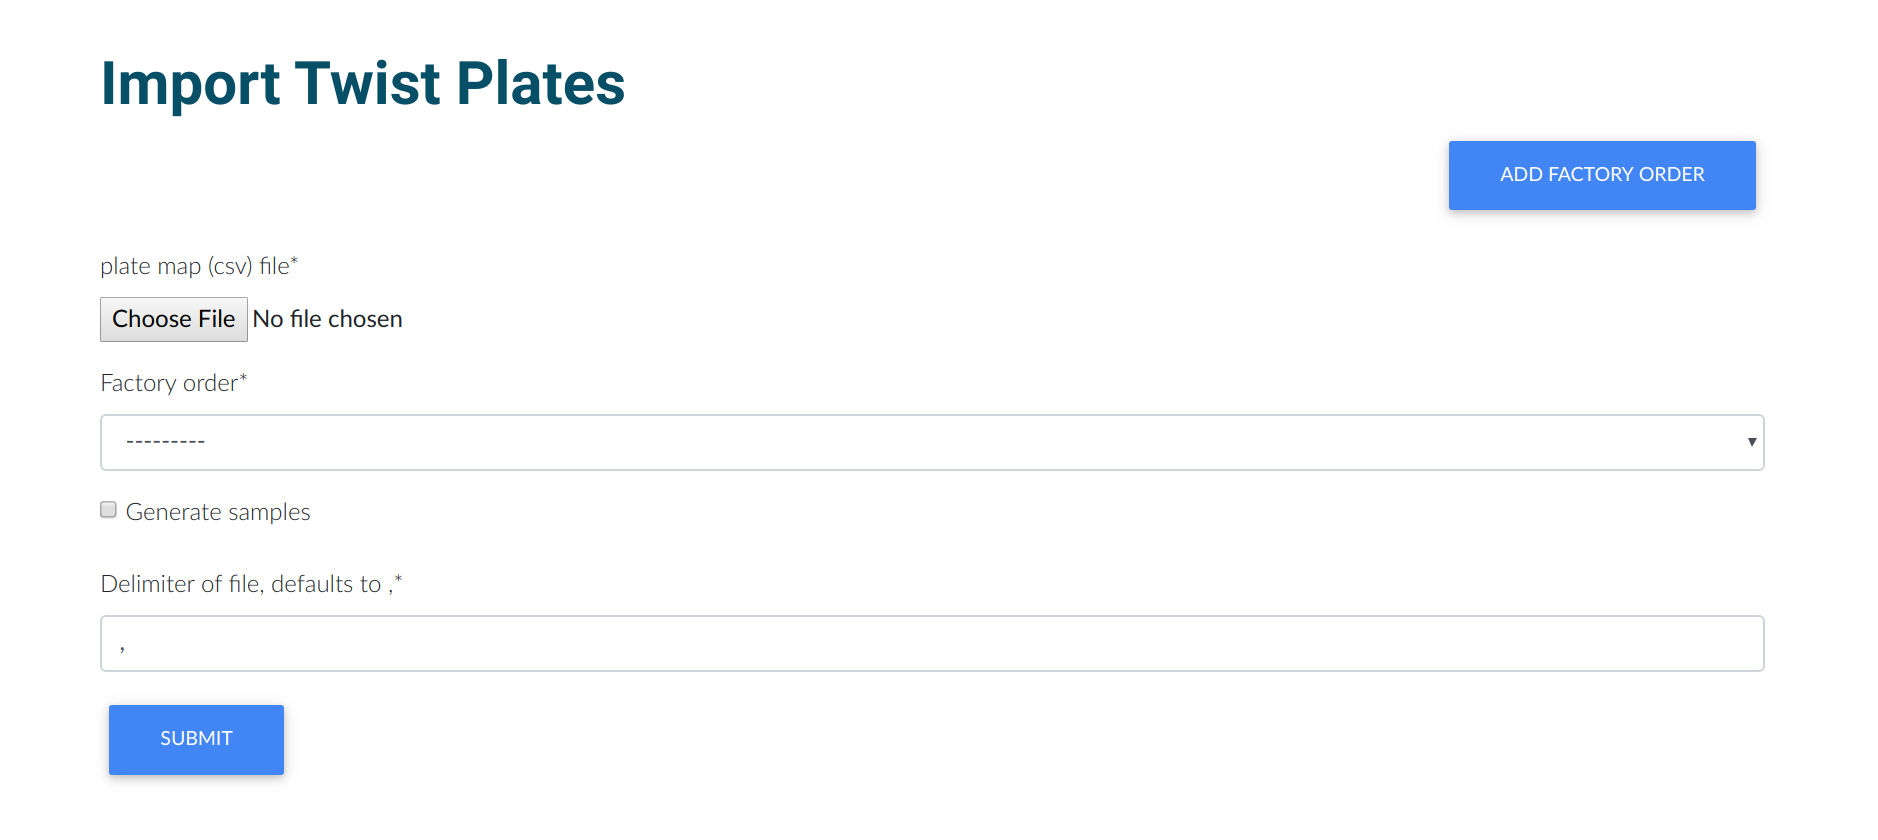 Import Twist Plates
ADD FACTORY ORDER
plate map (csv) file*
Choose File No file chosen
Factory order*
---------
Generate samples
Delimiter of file, defaults to ,*
,
SUBMIT